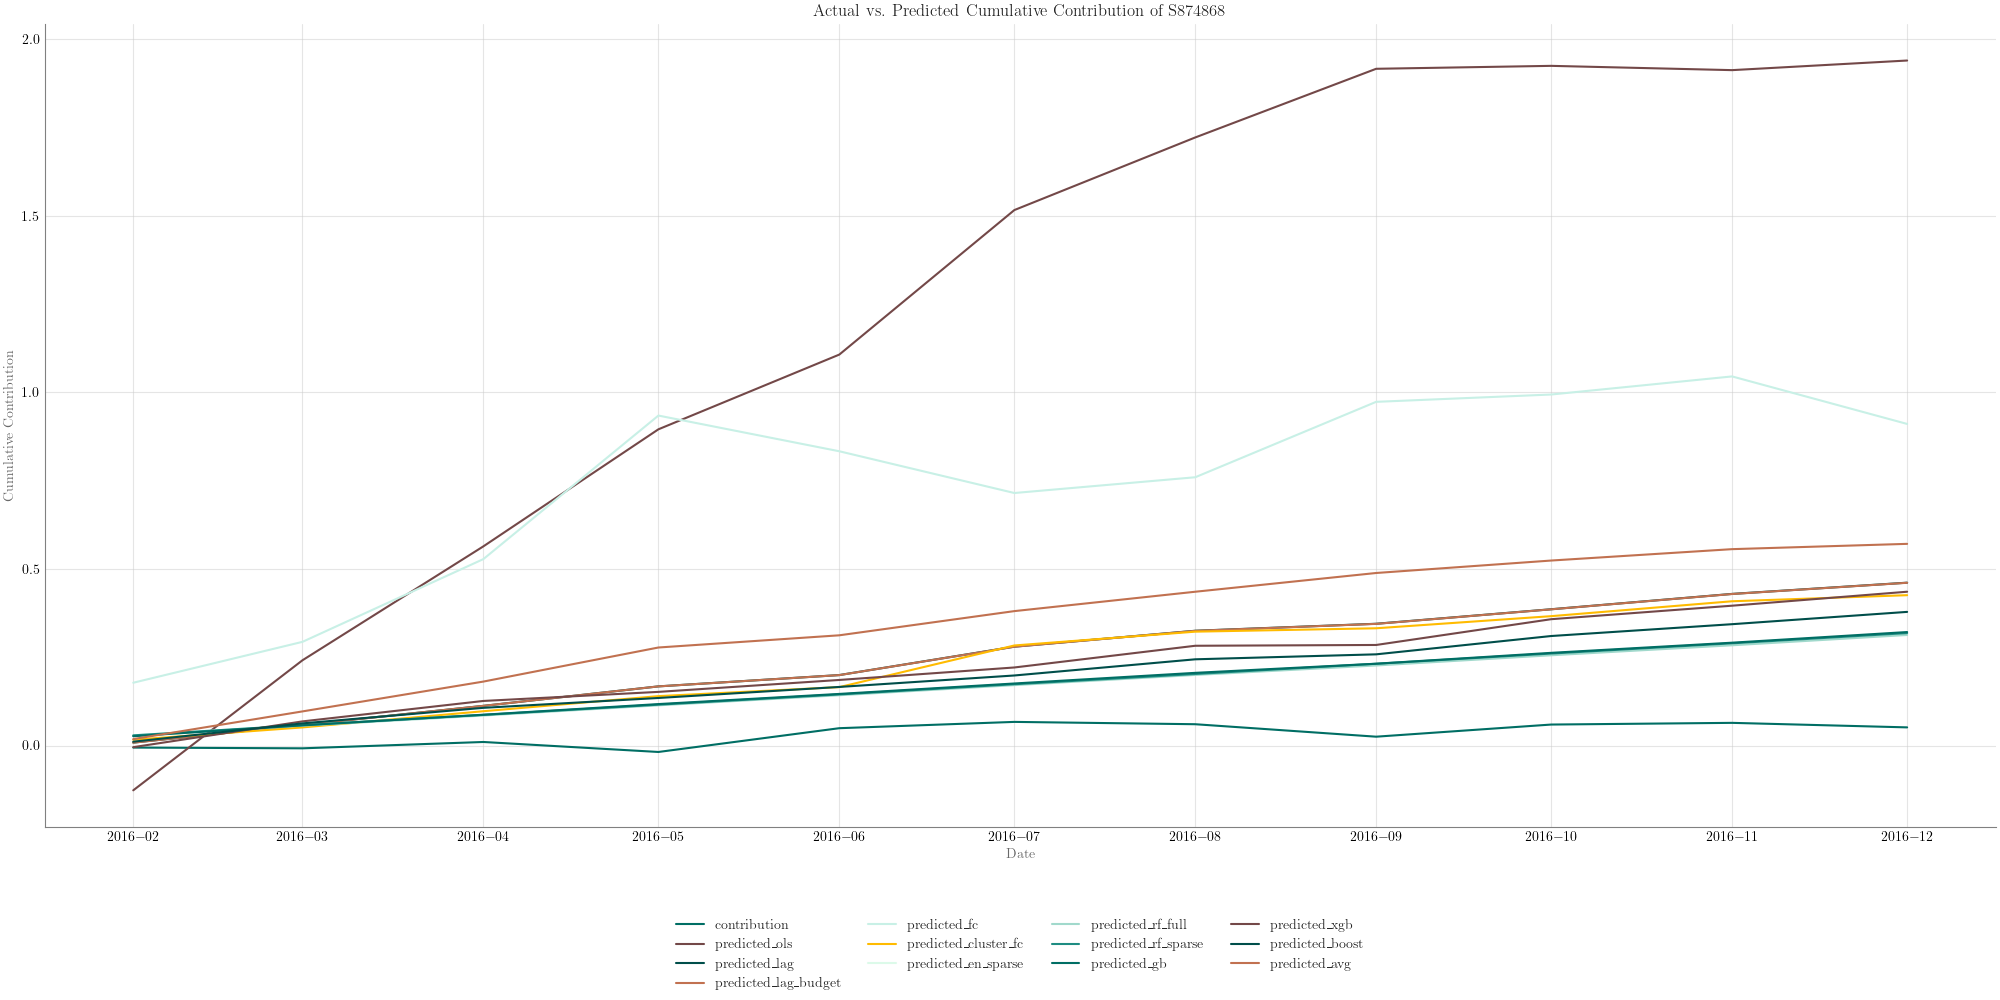 Actual vs. Predicted Cumulative Contribution of S874868
2.0
1.5
1.0
0.5
0.0
Cumulative Contribution
2016−02 2016−03 2016−04 2016−05 2016−06 2016−07 2016−08 2016−09 2016−10 2016−11 2016−12
Date
contribution predicted_fc predicted_rf_full predicted_xgb
predicted_ols predicted_cluster_fc predicted_rf_sparse predicted_boost
predicted_lag predicted_en_sparse predicted_gb predicted_avg
predicted_lag_budget